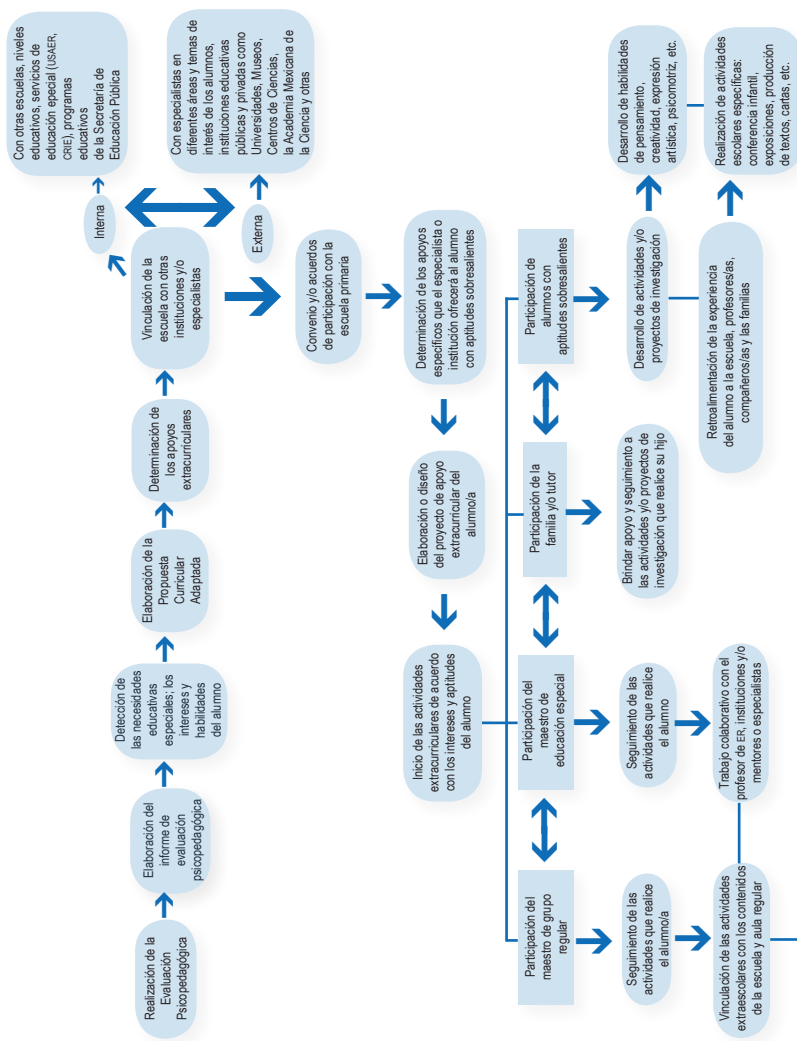 Realización de la
Evaluación
Psicopedagógica
Elaboración del
informe de
evaluación
psicopedagógica
Detección de
las necesidades
educativas
especiales; los
intereses y
habilidades
del alumno
Elaboración de la
Propuesta
Curricular
Adaptada
Determinación de
los apoyos
extracurriculares
Vinculación de la
escuela con otras
instituciones y/o
especialistas
Interna
Con otras escuelas, niveles
educativos, servicios de
educación epecial (USAER,
CRIE), programas
educativos
de la Secretaría de
Educación Pública
Externa
Con especialistas en
diferentes áreas y temas de
interés de los alumnos,
instituciones educativas
públicas y privadas como
Universidades, Museos,
Centros de Ciencias,
la Academia Mexicana de
la Ciencia y otras
Convenio y/o acuerdos
de participación con la
escuela primaria
Determinación de los apoyos
específicos que el especialista o
institución ofrecerá al alumno
con aptitudes sobresalientes
Elaboración o diseño
del proyecto de apoyo
extracurricular del
alumno/a
Inicio de las actividades
extracurriculares de acuerdo
con los intereses y aptitudes
del alumno
Participación del
maestro de grupo
regular
Participación del
maestro de
educación especial
Participación de la
familia y/o tutor
Participación de
alumnos con
aptitudes sobresalientes
Seguimiento de las
actividades que realice
el alumno/a
Seguimiento de las
actividades que realice
el alumno
Brindar apoyo y seguimiento a
las actividades y/o proyectos de
investigación que realice su hijo
Desarrollo de actividades y/o
proyectos de investigación
Desarrollo de habilidades
de pensamiento,
creatividad, expresión
artística, psicomotriz, etc.
Vinculación de las actividades
extraescolares con los contenidos
de la escuela y aula regular
Trabajo colaborativo con el
profesor de ER, instituciones y/o
mentores o especialistas
Retroalimentación de la experiencia
del alumno a la escuela, profesores/as,
compañeros/as y las familias
Realización de actividades
escolares específicas:
conferencia infantil,
exposiciones, producción
de textos, cartas, etc.